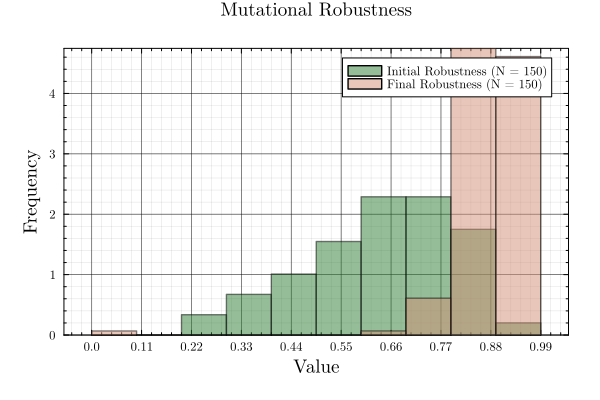 Mutational Robustness
Initial Robustness (N = 150)
Final Robustness (N = 150)
Frequency
4
3
2
1
0
0.0 0.11 0.22 0.33 0.44 0.55 0.66 0.77 0.88 0.99
Value